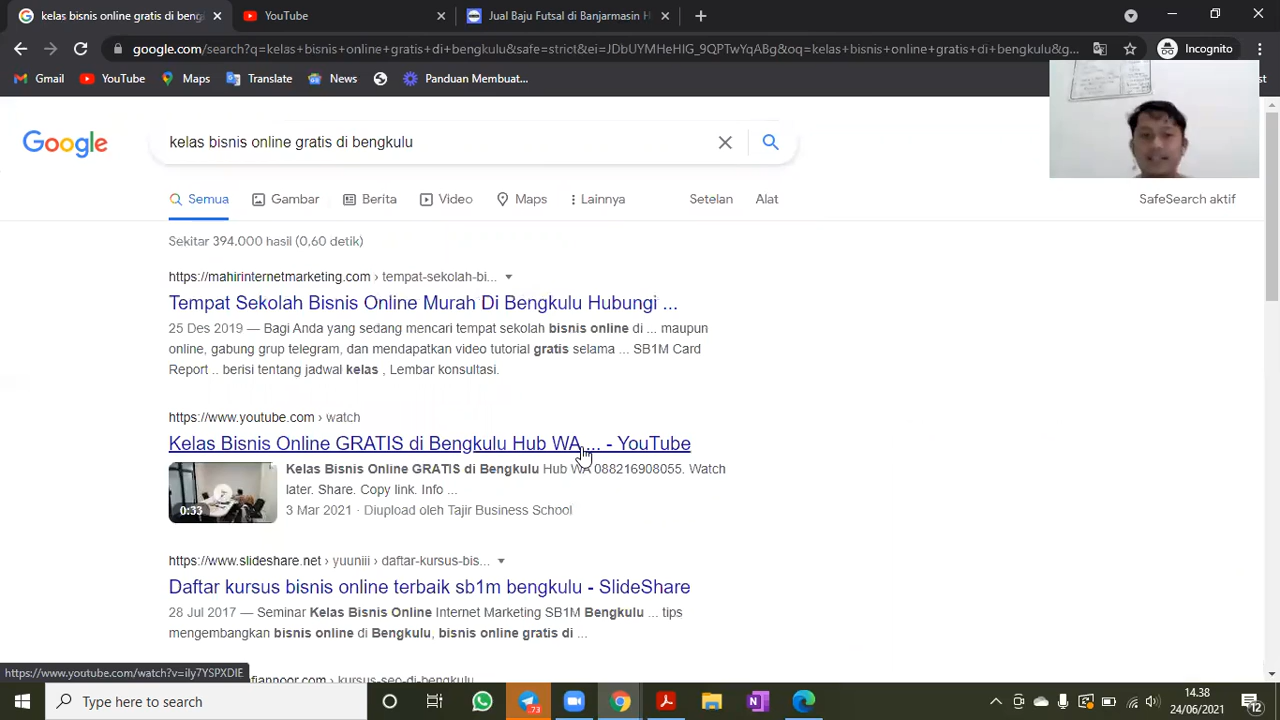 kelas bisnis online gratis di beng
YouTube
Jual Baju Futsal di Banjarmasin H
google.com/search?q=kelas+bisnis+online+gratis+di+bengkulu&safe=strict&ei=JDbUYMHeHIG_9QPTwYqABg&oq=kelas+bisnis+online+gratis+di+bengkulu&g...
Incognito
Gmail
YouTube
Maps
Translate
News
Panduan Membuat...
Google
kelas bisnis online gratis di bengkulu
Semua
Gambar
Berita
Video
Maps
Lainnya
Setelan
Alat
SafeSearch aktif
Sekitar 394.000 hasil (0,60 detik)
https://mahirinternetmarketing.com › tempat-sekolah-bi...
Tempat Sekolah Bisnis Online Murah Di Bengkulu Hubungi ...
25 Des 2019 — Bagi Anda yang sedang mencari tempat sekolah bisnis online di ... maupun
online, gabung grup telegram, dan mendapatkan video tutorial gratis selama ... SB1M Card
Report .. berisi tentang jadwal kelas , Lembar konsultasi.
https://www.youtube.com › watch
Kelas Bisnis Online GRATIS di Bengkulu Hub WA ... - YouTube
Kelas Bisnis Online GRATIS di Bengkulu Hub WA 088216908055. Watch
later. Share. Copy link. Info ...
0:33
3 Mar 2021 · Diupload oleh Tajir Business School
https://www.slideshare.net › yuuniii › daftar-kursus-bis...
Daftar kursus bisnis online terbaik sb1m bengkulu - SlideShare
28 Jul 2017 — Seminar Kelas Bisnis Online Internet Marketing SB1M Bengkulu ... tips
mengembangkan bisnis online di Bengkulu, bisnis online gratis di ...
https://www.youtube.com/watch?v=ily7YSPXDIE
fiannoor.com › kursus-seo-di-bengkulu
Type here to search
73
14.38
24/06/2021
12